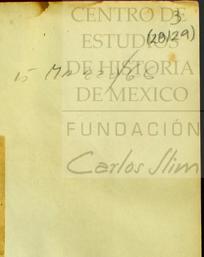 CENTRO DE
3
ESTUDIOS
(28/29)
DE HISTORIA
DE MEXICO
FUNDACIÓN
Carlos Slim